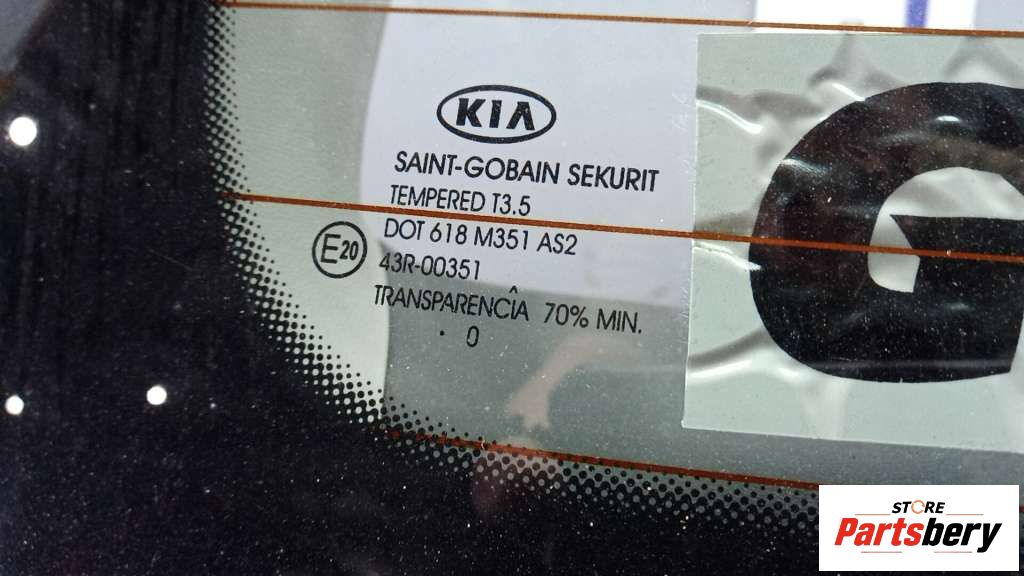 KIA
SAINT-GOBAIN SEKURIT
TEMPERED T3.5
DOT 618 M351 AS2
E20
43R-00351
TRANSPARENCÎA 70% MIN.
· 0
G
STORE
Partsbery